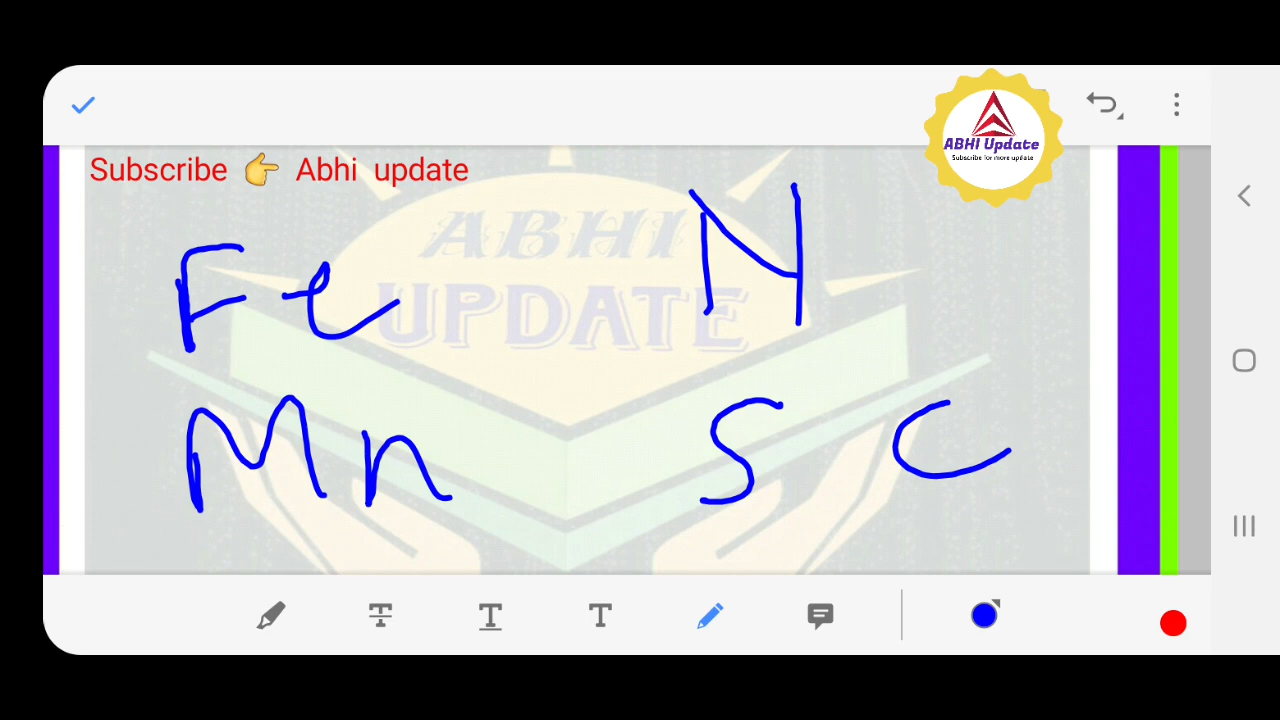 ABHI Update
Subscribe for more update
Subscribe 👉 Abhi update
ABHI
UPDATE
Fe N
Mn S C
T T T